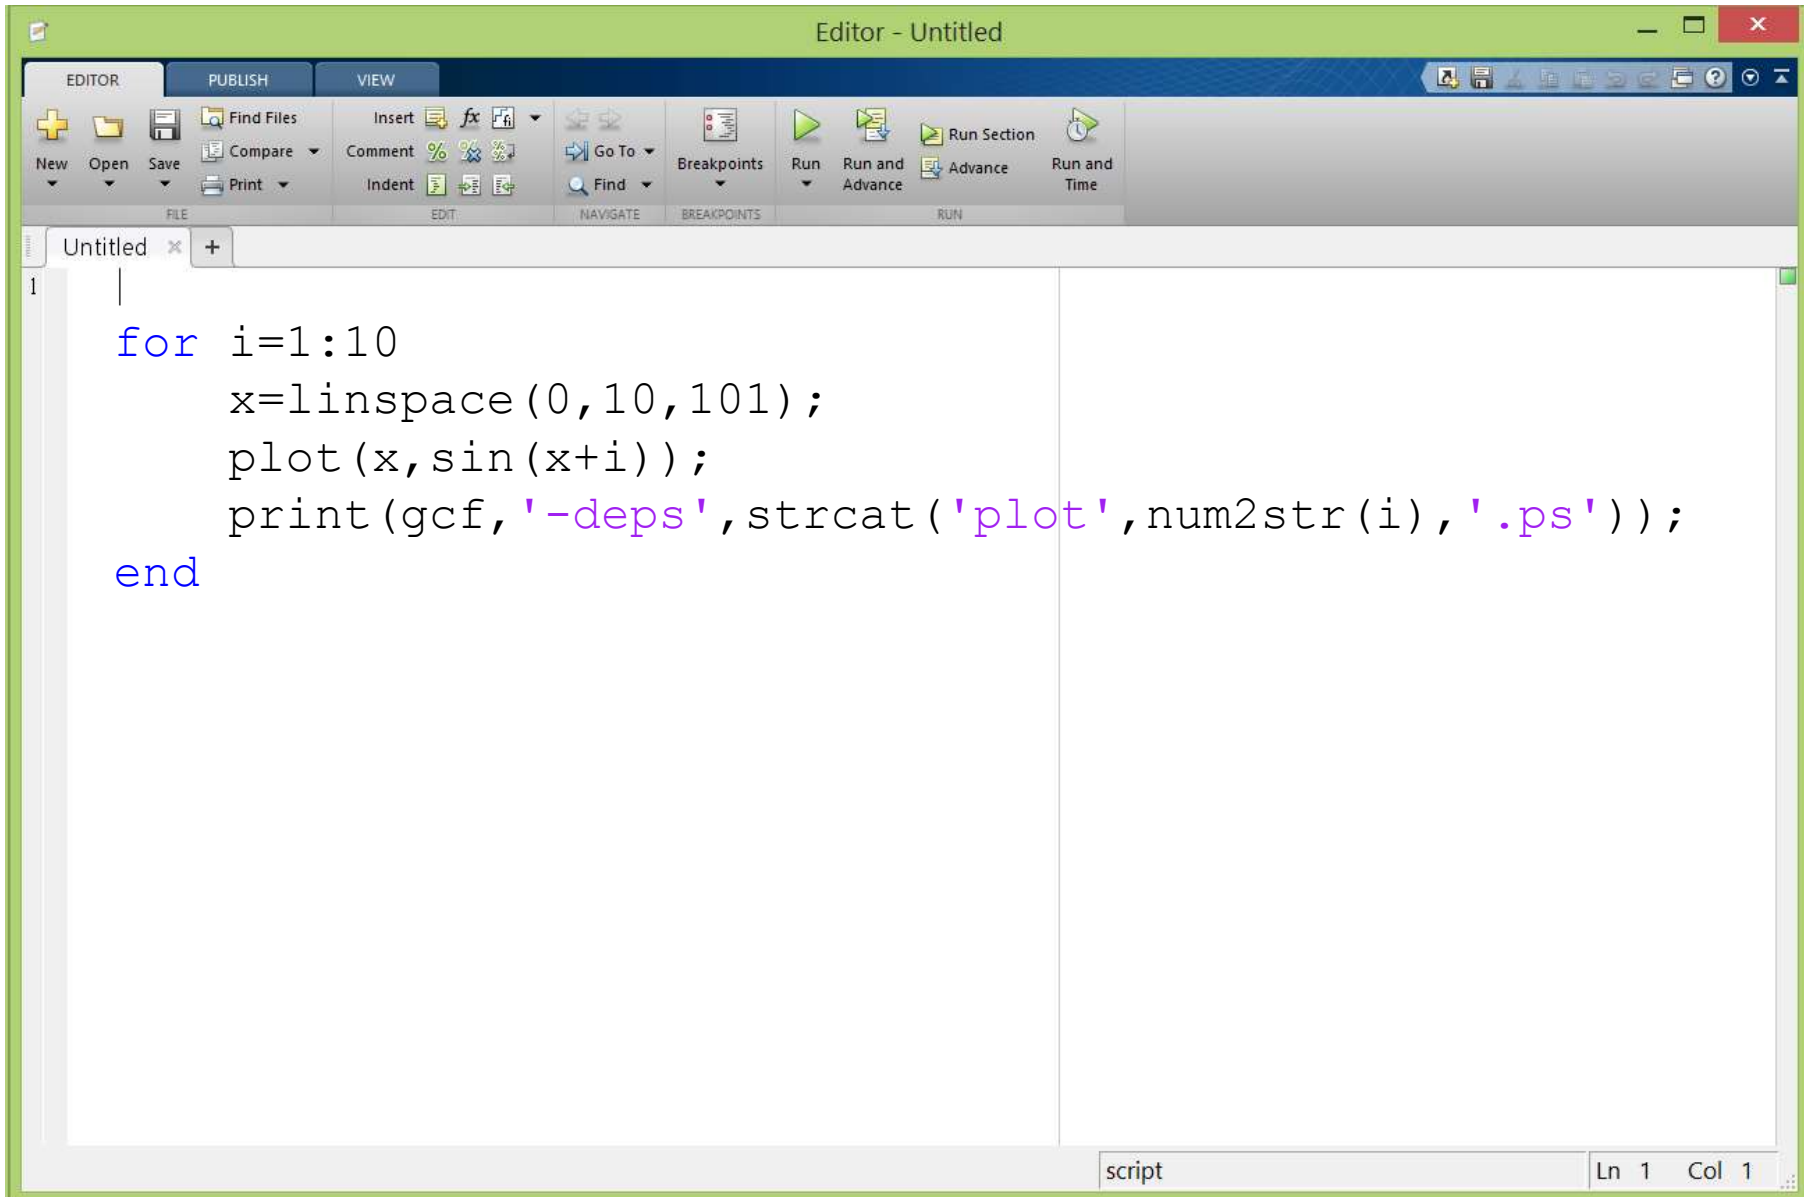 Editor - Untitled
EDITOR PUBLISH VIEW
New Open Save Find Files Compare Print
FILE
Insert fx
Comment
Indent
EDIT
Go To
Find
NAVIGATE
Breakpoints
BREAKPOINTS
Run Run and Advance Run Section Advance Run and Time
RUN
Untitled +
1
for i=1:10
    x=linspace(0,10,101);
    plot(x,sin(x+i));
    print(gcf,'-deps',strcat('plot',num2str(i),'.ps'));
end
script Ln 1 Col 1